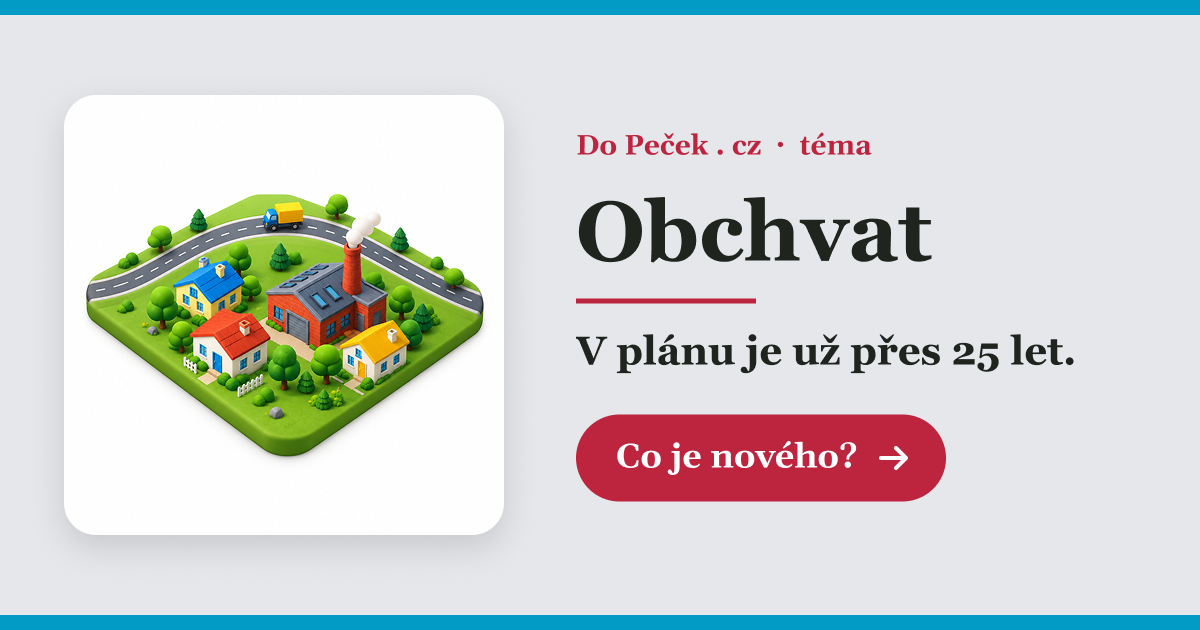 Do Peček . cz · téma
Obchvat
V plánu je už přes 25 let.
Co je nového? →